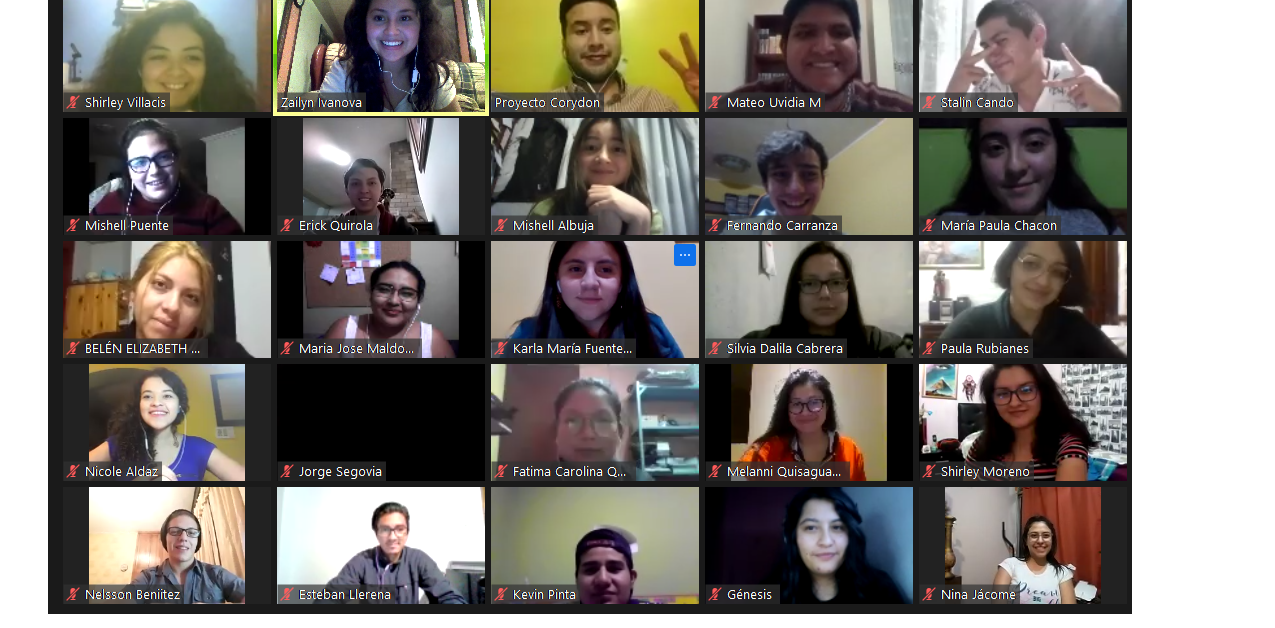 Shirley Villacis
Zailyn Ivanova
Proyecto Corydon
Mateo Uvidia M
Stalin Cando
Mishell Puente
Erick Quirola
Mishell Albuja
Fernando Carranza
María Paula Chacon
BELÉN ELIZABETH ...
Maria Jose Maldo...
Karla María Fuente...
Silvia Dalila Cabrera
Paula Rubianes
Nicole Aldaz
Jorge Segovia
Fatima Carolina Q...
Melanni Quisagua...
Shirley Moreno
Nelsson Beniitez
Esteban Llerena
Kevin Pinta
Génesis
Nina Jácome